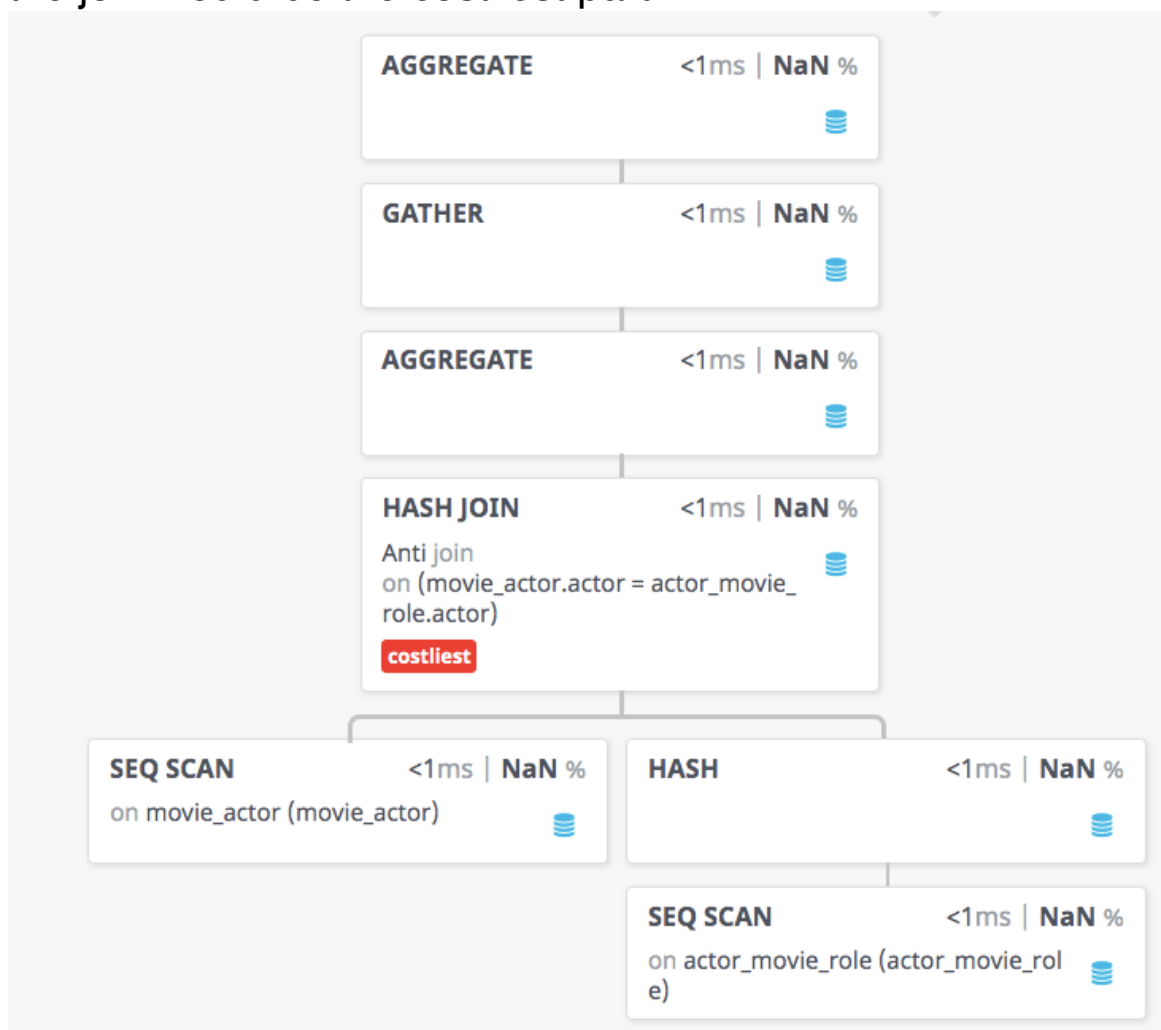 AGGREGATE <1ms | NaN %
GATHER <1ms | NaN %
AGGREGATE <1ms | NaN %
HASH JOIN <1ms | NaN %
Anti join
on (movie_actor.actor = actor_movie_
role.actor)
costliest
SEQ SCAN <1ms | NaN %
on movie_actor (movie_actor)
HASH <1ms | NaN %
SEQ SCAN <1ms | NaN %
on actor_movie_role (actor_movie_rol
e)